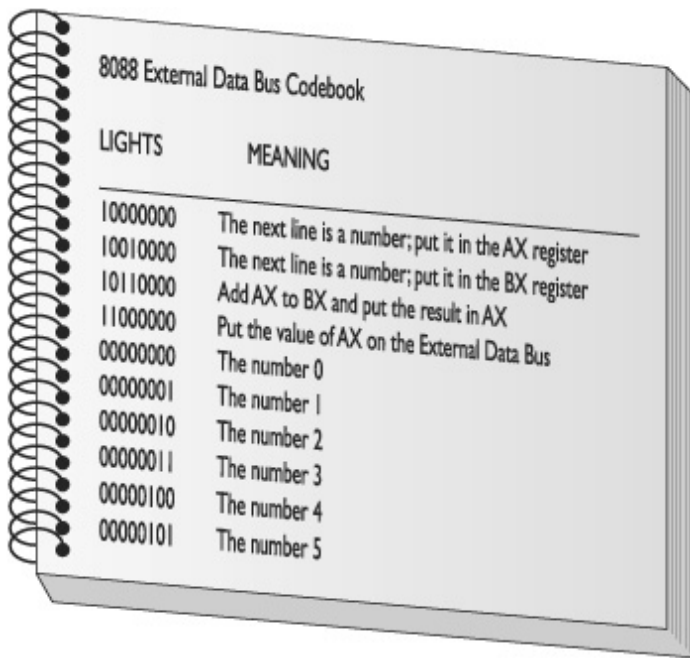 8088 External Data Bus Codebook
LIGHTS MEANING
10000000 The next line is a number; put it in the AX register
10010000 The next line is a number; put it in the BX register
10110000 Add AX to BX and put the result in AX
11000000 Put the value of AX on the External Data Bus
00000000 The number 0
00000001 The number 1
00000010 The number 2
00000011 The number 3
00000100 The number 4
00000101 The number 5